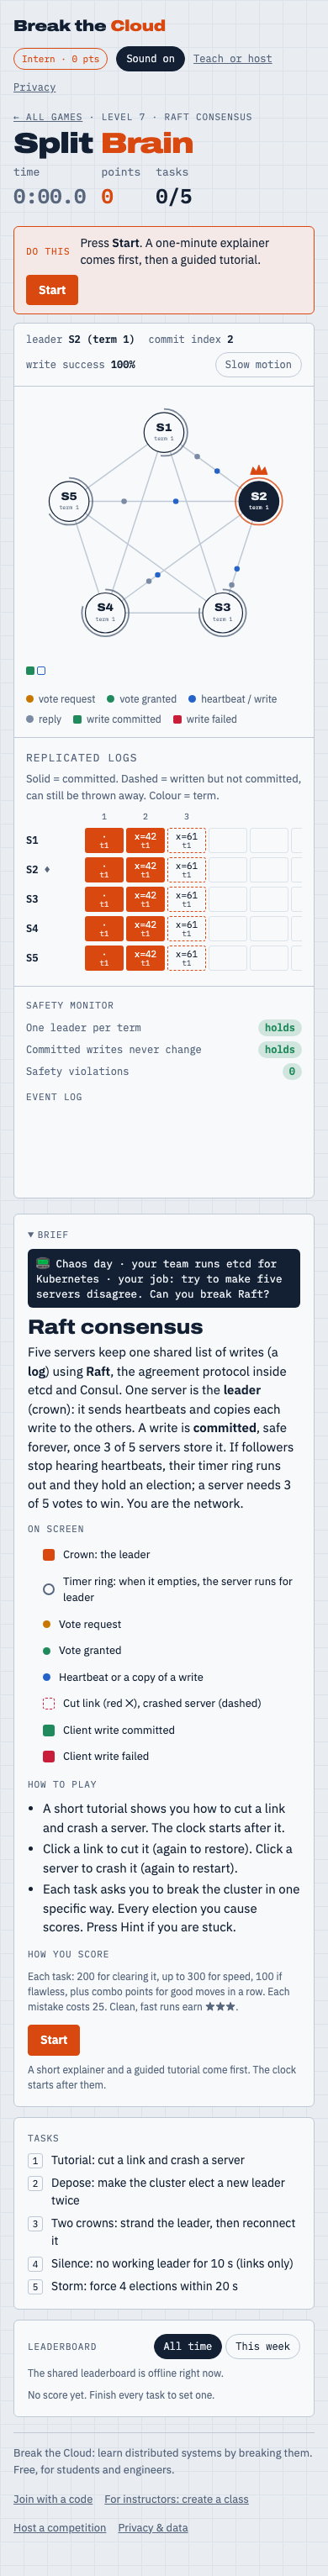 Break the Cloud
Intern · 0 pts Sound on Teach or host
Privacy
← ALL GAMES · LEVEL 7 · RAFT CONSENSUS
Split Brain
time points tasks
0:00.0 0 0/5
DO THIS Press Start. A one-minute explainer
comes first, then a guided tutorial.
Start
leader S2 (term 1) commit index 2
write success 100% Slow motion
S1
term 1
S5
term 1
S2
term 1
S4
term 1
S3
term 1
vote request vote granted heartbeat / write
reply write committed write failed
REPLICATED LOGS
Solid = committed. Dashed = written but not committed,
can still be thrown away. Colour = term.
1 2 3
S1 · t1 x=42 t1 x=61 t1
S2 ♦ · t1 x=42 t1 x=61 t1
S3 · t1 x=42 t1 x=61 t1
S4 · t1 x=42 t1 x=61 t1
S5 · t1 x=42 t1 x=61 t1
SAFETY MONITOR
One leader per term holds
Committed writes never change holds
Safety violations 0
EVENT LOG
▼ BRIEF
Chaos day · your team runs etcd for
Kubernetes · your job: try to make five
servers disagree. Can you break Raft?
Raft consensus
Five servers keep one shared list of writes (a
log) using Raft, the agreement protocol inside
etcd and Consul. One server is the leader
(crown): it sends heartbeats and copies each
write to the others. A write is committed, safe
forever, once 3 of 5 servers store it. If followers
stop hearing heartbeats, their timer ring runs
out and they hold an election; a server needs 3
of 5 votes to win. You are the network.
ON SCREEN
Crown: the leader
Timer ring: when it empties, the server runs for
leader
Vote request
Vote granted
Heartbeat or a copy of a write
Cut link (red ✕), crashed server (dashed)
Client write committed
Client write failed
HOW TO PLAY
• A short tutorial shows you how to cut a link
and crash a server. The clock starts after it.
• Click a link to cut it (again to restore). Click a
server to crash it (again to restart).
• Each task asks you to break the cluster in one
specific way. Every election you cause
scores. Press Hint if you are stuck.
HOW YOU SCORE
Each task: 200 for clearing it, up to 300 for speed, 100 if
flawless, plus combo points for good moves in a row. Each
mistake costs 25. Clean, fast runs earn ★★★.
Start
A short explainer and a guided tutorial come first. The clock
starts after them.
TASKS
1 Tutorial: cut a link and crash a server
2 Depose: make the cluster elect a new leader
twice
3 Two crowns: strand the leader, then reconnect
it
4 Silence: no working leader for 10 s (links only)
5 Storm: force 4 elections within 20 s
LEADERBOARD All time This week
The shared leaderboard is offline right now.
No score yet. Finish every task to set one.
Break the Cloud: learn distributed systems by breaking them.
Free, for students and engineers.
Join with a code For instructors: create a class
Host a competition Privacy & data